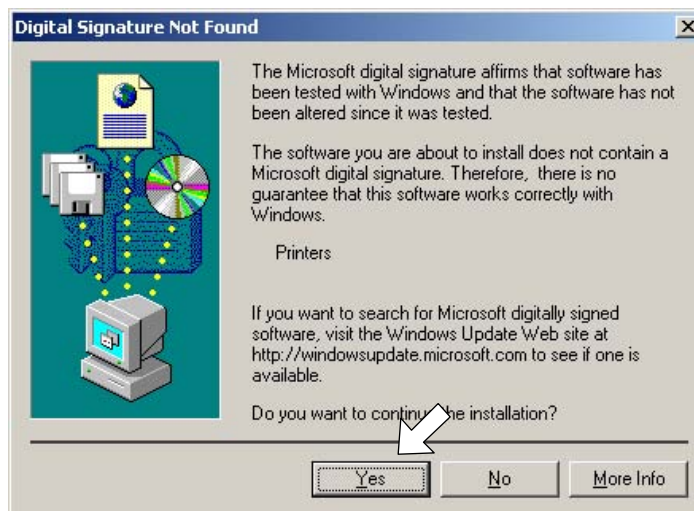 Digital Signature Not Found
The Microsoft digital signature affirms that software has
been tested with Windows and that the software has not
been altered since it was tested.
The software you are about to install does not contain a
Microsoft digital signature. Therefore, there is no
guarantee that this software works correctly with
Windows.
Printers
If you want to search for Microsoft digitally signed
software, visit the Windows Update Web site at
http://windowsupdate.microsoft.com to see if one is
available.
Do you want to continue the installation?
Yes No More Info